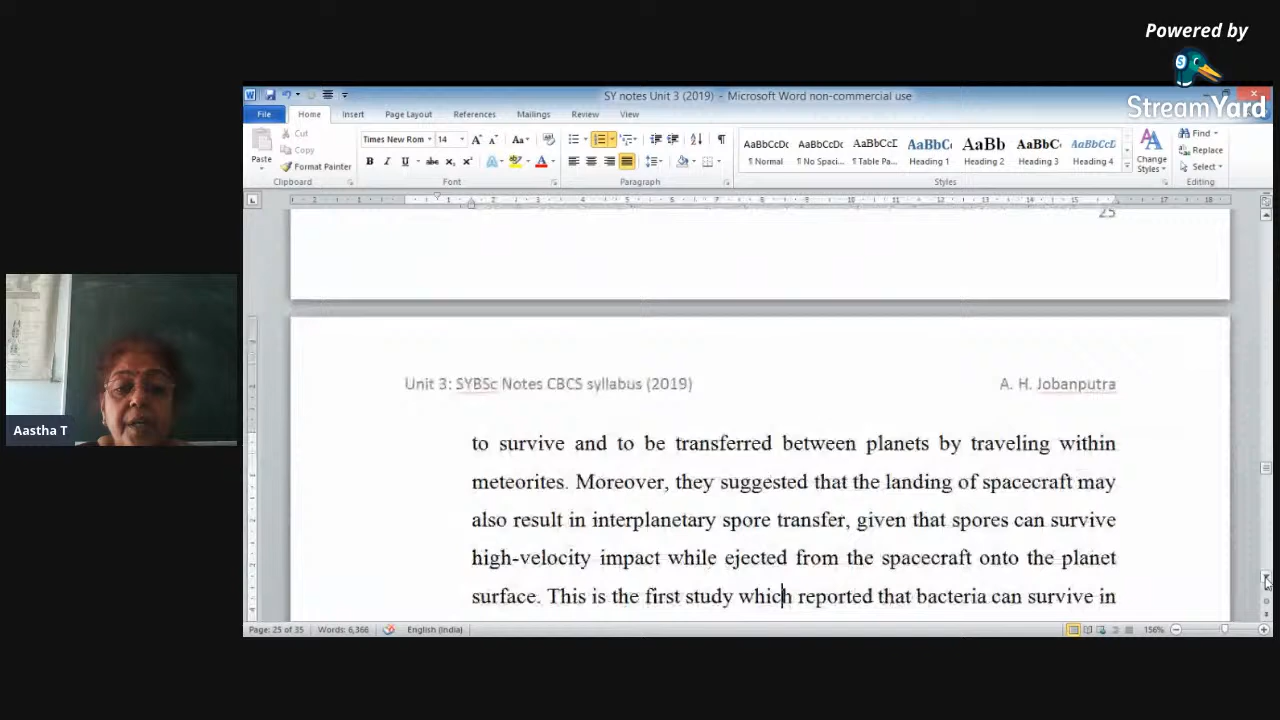 Powered by
StreamYard
SY notes Unit 3 (2019) - Microsoft Word non-commercial use
File Home Insert Page Layout References Mailings Review View
Cut
Copy
Format Painter
Paste
Clipboard
Times New Rom 14
Font
Paragraph
AaBbCcDc AaBbCcDc AaBbCcD AaBbCc AaBb AaBbC AaBbCcD
¶ Normal ¶ No Spaci... ¶ Table Pa... Heading 1 Heading 2 Heading 3 Heading 4
Styles
Change
Styles
Find
Replace
Select
Editing
25
Unit 3: SYBSc Notes CBCS syllabus (2019) A. H. Jobanputra
to survive and to be transferred between planets by traveling within
meteorites. Moreover, they suggested that the landing of spacecraft may
also result in interplanetary spore transfer, given that spores can survive
high-velocity impact while ejected from the spacecraft onto the planet
surface. This is the first study which reported that bacteria can survive in
Aastha T
Page: 25 of 35 Words: 6,366 English (India) 156%